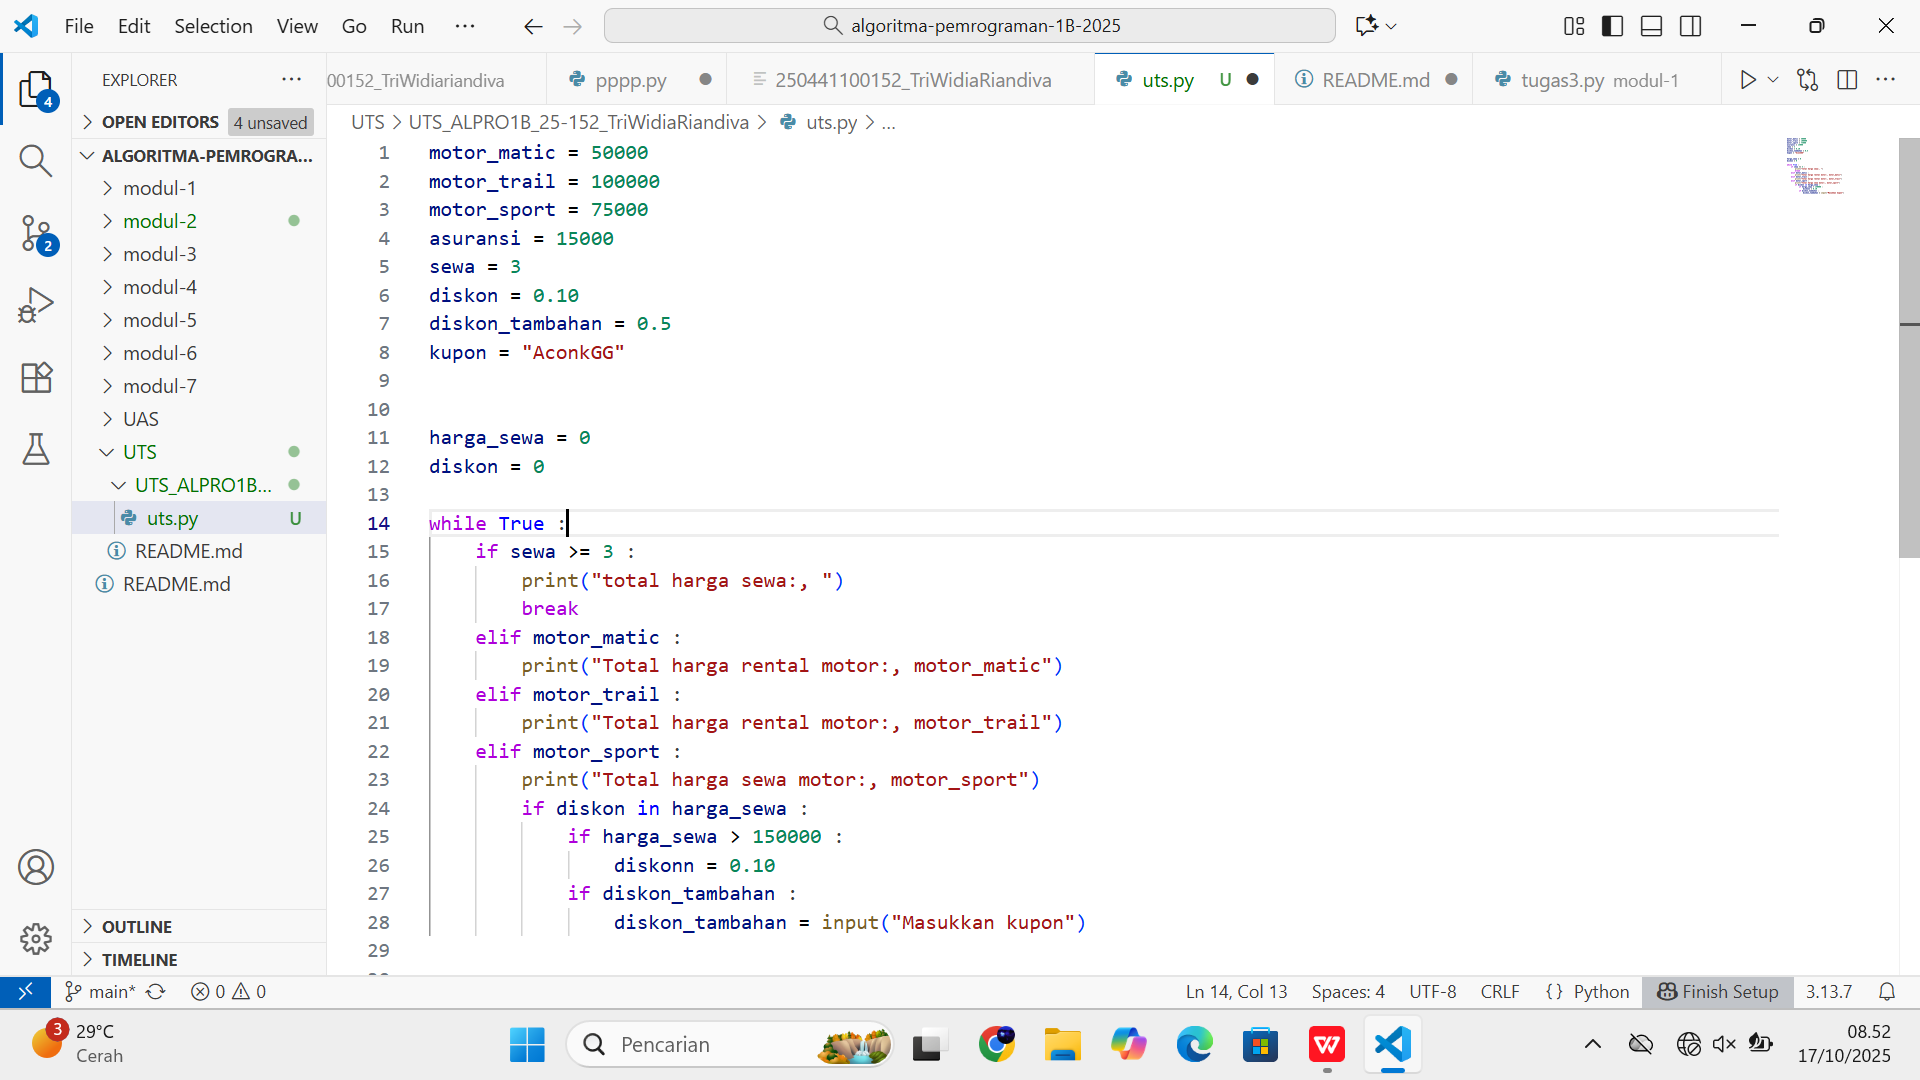 File Edit Selection View Go Run ···
algoritma-pemrograman-1B-2025
EXPLORER
00152_TriWidiariandiva
pppp.py
250441100152_TriWidiaRiandiva
uts.py U
README.md
tugas3.py modul-1
OPEN EDITORS 4 unsaved
UTS > UTS_ALPRO1B_25-152_TriWidiaRiandiva > uts.py > ...
ALGORITMA-PEMROGRA...
modul-1
modul-2
modul-3
modul-4
modul-5
modul-6
modul-7
UAS
UTS
UTS_ALPRO1B...
uts.py U
README.md
README.md
OUTLINE
TIMELINE
4
2
1 motor_matic = 50000
2 motor_trail = 100000
3 motor_sport = 75000
4 asuransi = 15000
5 sewa = 3
6 diskon = 0.10
7 diskon_tambahan = 0.5
8 kupon = "AconkGG"
9
10
11 harga_sewa = 0
12 diskon = 0
13
14 while True :
15     if sewa >= 3 :
16         print("total harga sewa:, ")
17         break
18     elif motor_matic :
19         print("Total harga rental motor:, motor_matic")
20     elif motor_trail :
21         print("Total harga rental motor:, motor_trail")
22     elif motor_sport :
23         print("Total harga sewa motor:, motor_sport")
24         if diskon in harga_sewa :
25             if harga_sewa > 150000 :
26                 diskonn = 0.10
27             if diskon_tambahan :
28                 diskon_tambahan = input("Masukkan kupon")
29
main* 0 0
Ln 14, Col 13 Spaces: 4 UTF-8 CRLF {} Python Finish Setup 3.13.7
3 29°C
Cerah
Pencarian
08.52
17/10/2025